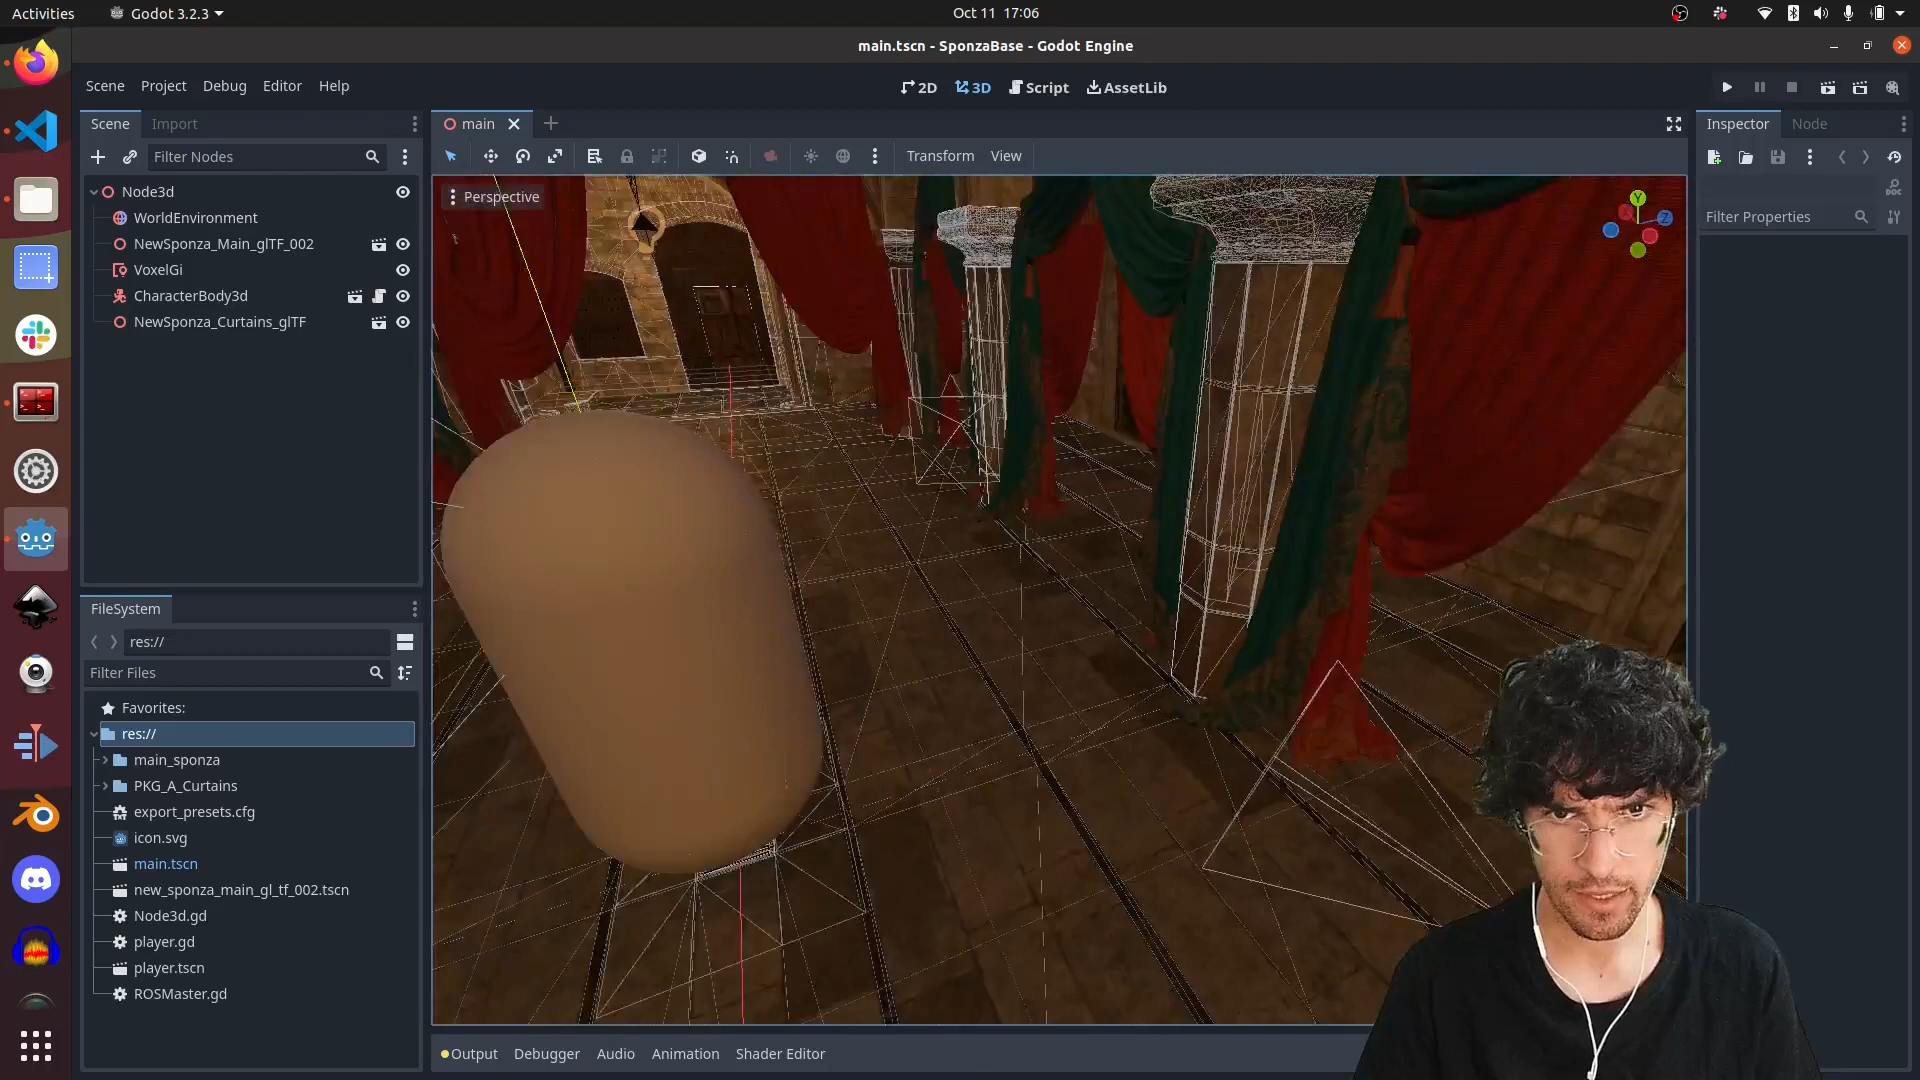 Activities
Godot 3.2.3
Oct 11 17:06
main.tscn - SponzaBase - Godot Engine
Scene
Project
Debug
Editor
Help
2D
3D
Script
AssetLib
Scene
Import
Filter Nodes
Node3d
WorldEnvironment
NewSponza_Main_glTF_002
VoxelGi
CharacterBody3d
NewSponza_Curtains_glTF
FileSystem
res://
Filter Files
Favorites:
res://
main_sponza
PKG_A_Curtains
export_presets.cfg
icon.svg
main.tscn
new_sponza_main_gl_tf_002.tscn
Node3d.gd
player.gd
player.tscn
ROSMaster.gd
main
Transform
View
Perspective
Y
Z
Output
Debugger
Audio
Animation
Shader Editor
Inspector
Node
Filter Properties